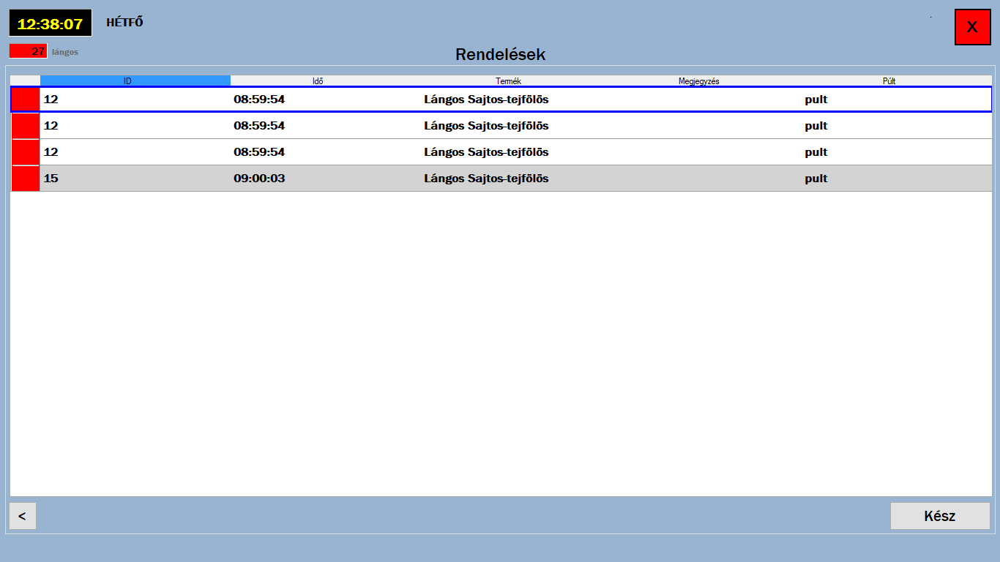 12:38:07 HÉTFŐ X
27 lángos
Rendelések
ID Idő Termék Megjegyzés Púlt
12 08:59:54 Lángos Sajtos-tejfölös pult
12 08:59:54 Lángos Sajtos-tejfölös pult
12 08:59:54 Lángos Sajtos-tejfölös pult
15 09:00:03 Lángos Sajtos-tejfölös pult
< Kész